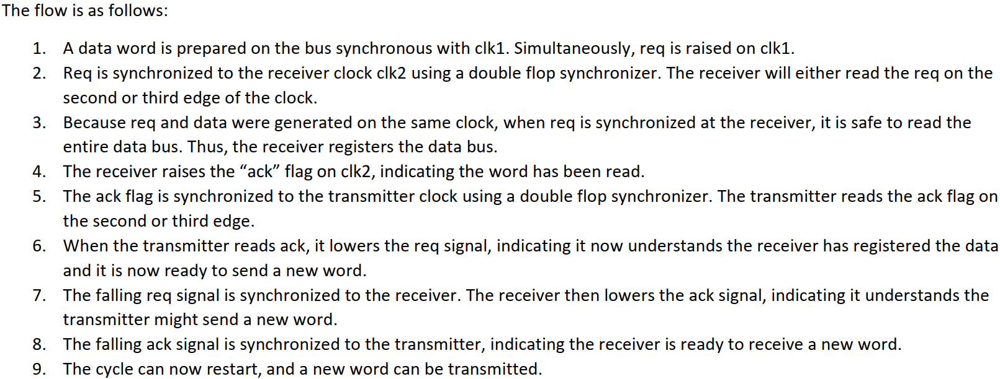 The flow is as follows:
1. A data word is prepared on the bus synchronous with clk1. Simultaneously, req is raised on clk1.
2. Req is synchronized to the receiver clock clk2 using a double flop synchronizer. The receiver will either read the req on the
second or third edge of the clock.
3. Because req and data were generated on the same clock, when req is synchronized at the receiver, it is safe to read the
entire data bus. Thus, the receiver registers the data bus.
4. The receiver raises the “ack” flag on clk2, indicating the word has been read.
5. The ack flag is synchronized to the transmitter clock using a double flop synchronizer. The transmitter reads the ack flag on
the second or third edge.
6. When the transmitter reads ack, it lowers the req signal, indicating it now understands the receiver has registered the data
and it is now ready to send a new word.
7. The falling req signal is synchronized to the receiver. The receiver then lowers the ack signal, indicating it understands the
transmitter might send a new word.
8. The falling ack signal is synchronized to the transmitter, indicating the receiver is ready to receive a new word.
9. The cycle can now restart, and a new word can be transmitted.